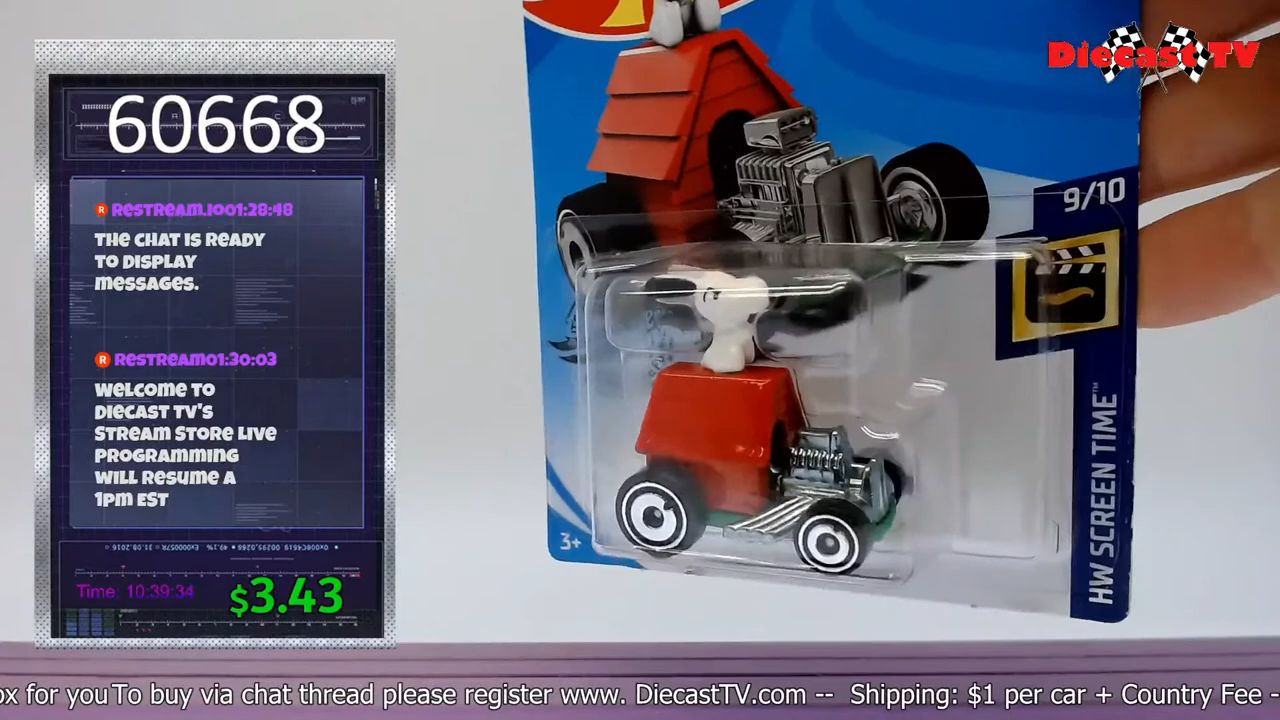 60668
Restream.io01:28:48
The chat is ready
to display
messages.
Restream01:30:03
Welcome to
Diecast TV's
Stream Store Live
programming
will resume a
1pm EST
Time: 10:39:34
$3.43
Diecast TV
9/10
HW SCREEN TIME™
3+
ox for you To buy via chat thread please register www. DiecastTV.com -- Shipping: $1 per car + Country Fee -